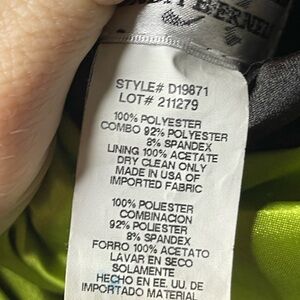 STYLE# D19871
LOT# 211279
100% POLYESTER
COMBO 92% POLYESTER
8% SPANDEX
LINING 100% ACETATE
DRY CLEAN ONLY
MADE IN USA OF
IMPORTED FABRIC
100% POLIESTER
COMBINACION
92% POLIESTER
8% SPANDEX
FORRO 100% ACETATO
LAVAR EN SECO
SOLAMENTE
HECHO EN EE. UU. DE
IMPORTADO MATERIAL